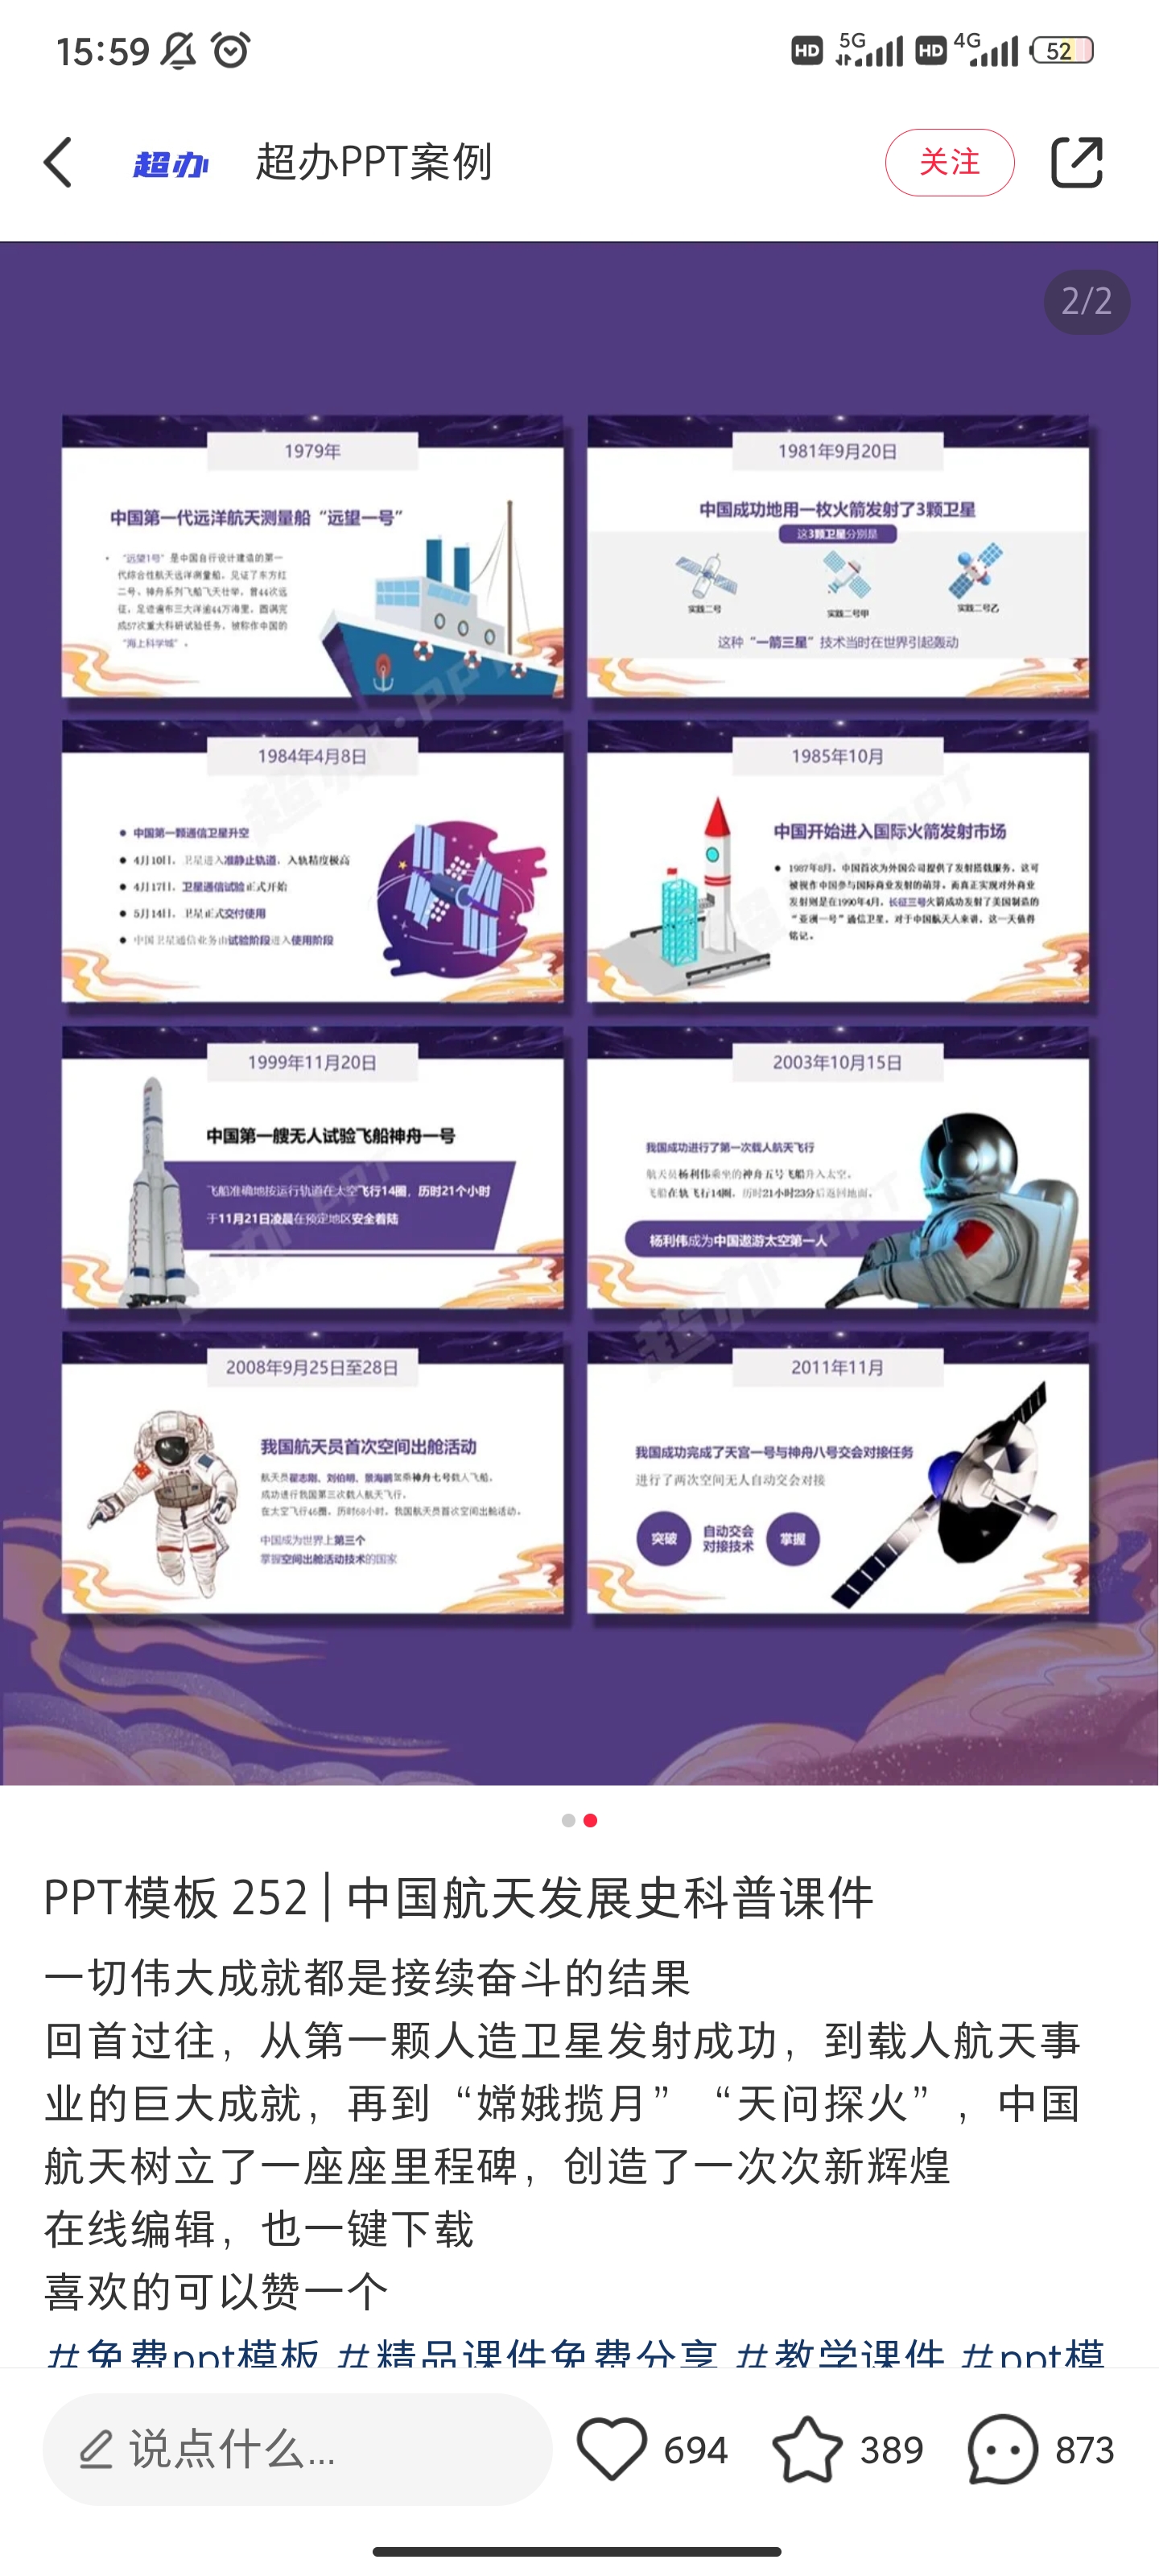 15:59
HD 5G HD 4G 52
超办 超办PPT案例 关注
2/2
1979年
中国第一代远洋航天测量船“远望一号”
“远望1号”是中国自行设计建造的第一
代综合性航天远洋测量船，见证了东方红
二号、神舟系列飞船飞天壮举，曾44次远
征，足迹遍布三大洋逾44万海里，圆满完
成57次重大科研试验任务，被称作中国的
“海上科学城”。
1981年9月20日
中国成功地用一枚火箭发射了3颗卫星
这3颗卫星分别是
实践二号
实践二号甲
实践二号乙
这种“一箭三星”技术当时在世界引起轰动
1984年4月8日
中国第一颗通信卫星升空
4月10日，卫星进入准静止轨道，入轨精度极高
4月17日，卫星通信试验正式开始
5月14日，卫星正式交付使用
中国卫星通信业务由试验阶段进入使用阶段
1985年10月
中国开始进入国际火箭发射市场
1987年8月，中国首次为外国公司提供了发射搭载服务，这可
被视作中国参与国际商业发射的萌芽，而真正实现对外商业
发射则是在1990年4月，长征三号火箭成功发射了美国制造的
“亚洲一号”通信卫星，对于中国航天人来讲，这一天值得
铭记。
1999年11月20日
中国第一艘无人试验飞船神舟一号
飞船准确地按运行轨道在太空飞行14圈，历时21个小时
于11月21日凌晨在预定地区安全着陆
2003年10月15日
我国成功进行了第一次载人航天飞行
航天员杨利伟乘坐的神舟五号飞船升入太空，
飞船在轨飞行14圈，历时21小时23分后返回地面。
杨利伟成为中国遨游太空第一人
2008年9月25日至28日
我国航天员首次空间出舱活动
航天员翟志刚、刘伯明、景海鹏驾乘神舟七号载人飞船，
成功进行我国第三次载人航天飞行，
在太空飞行46圈，历时68小时，我国航天员首次空间出舱活动。
中国成为世界上第三个
掌握空间出舱活动技术的国家
2011年11月
我国成功完成了天宫一号与神舟八号交会对接任务
进行了两次空间无人自动交会对接
突破 自动交会 掌握
对接技术
超办·PPT
超办·PPT
超办·PPT
超办·PPT
PPT模板 252 | 中国航天发展史科普课件
一切伟大成就都是接续奋斗的结果
回首过往，从第一颗人造卫星发射成功，到载人航天事
业的巨大成就，再到“嫦娥揽月”“天问探火”，中国
航天树立了一座座里程碑，创造了一次次新辉煌
在线编辑，也一键下载
喜欢的可以赞一个
#免费ppt模板 #精品课件免费分享 #教学课件 #ppt模
说点什么... 694 389 873